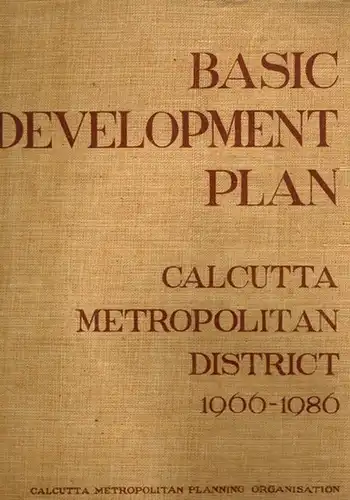 BASIC
DEVELOPMENT
PLAN
CALCUTTA
METROPOLITAN
DISTRICT
1966-1986
CALCUTTA METROPOLITAN PLANNING ORGANISATION